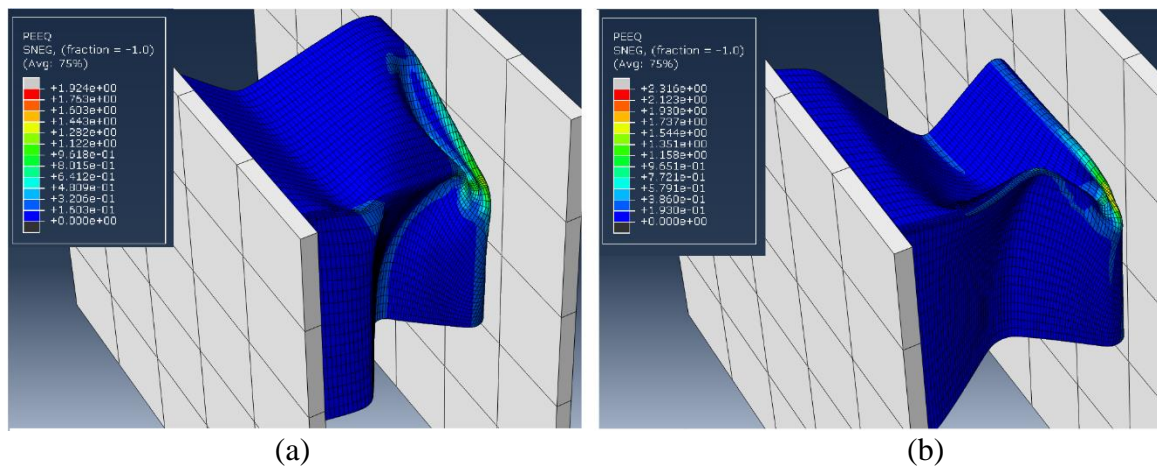 PEEQ
SNEG, (fraction = -1.0)
(Avg: 75%)
+1.924e+00
+1.763e+00
+1.603e+00
+1.443e+00
+1.282e+00
+1.122e+00
+9.618e-01
+8.015e-01
+6.412e-01
+4.809e-01
+3.206e-01
+1.603e-01
+0.000e+00
PEEQ
SNEG, (fraction = -1.0)
(Avg: 75%)
+2.316e+00
+2.123e+00
+1.930e+00
+1.737e+00
+1.544e+00
+1.351e+00
+1.158e+00
+9.651e-01
+7.721e-01
+5.791e-01
+3.860e-01
+1.930e-01
+0.000e+00
(a)
(b)